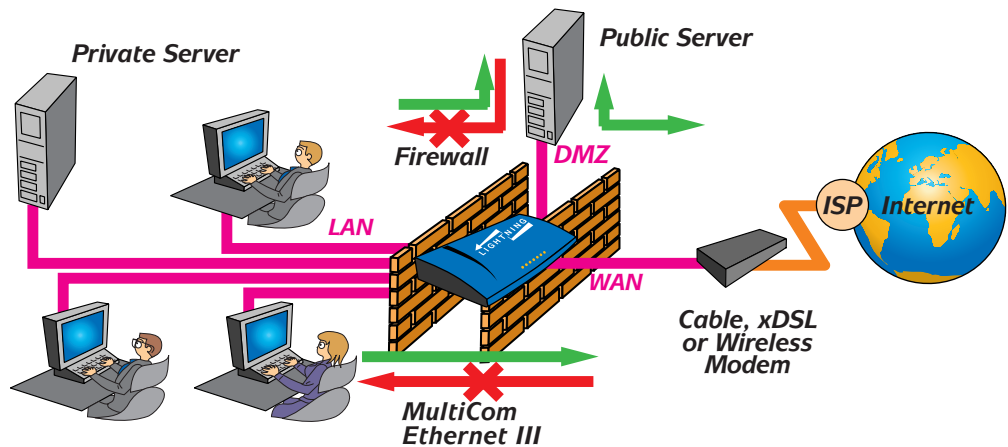 Private Server
Public Server
Firewall
DMZ
LAN
LIGHTNING
ISP
Internet
WAN
Cable, xDSL
or Wireless
Modem
MultiCom
Ethernet III